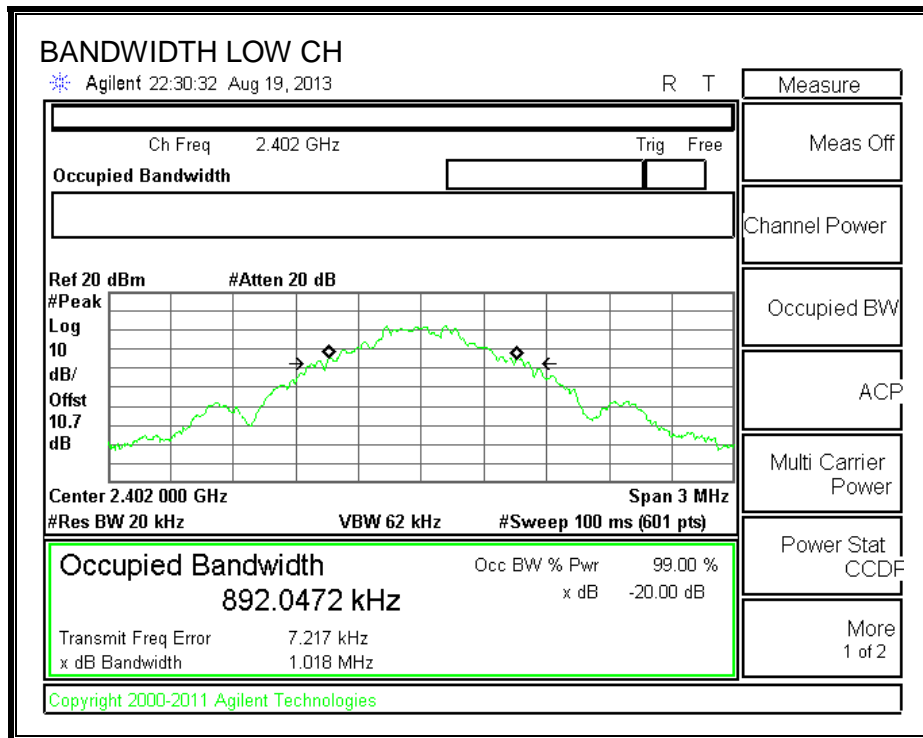 BANDWIDTH LOW CH
Agilent 22:30:32 Aug 19, 2013 R T
Ch Freq 2.402 GHz Trig Free
Occupied Bandwidth
Ref 20 dBm #Atten 20 dB
#Peak
Log
10
dB/
Offst
10.7
dB
Center 2.402 000 GHz Span 3 MHz
#Res BW 20 kHz VBW 62 kHz #Sweep 100 ms (601 pts)
Occupied Bandwidth Occ BW % Pwr 99.00 %
892.0472 kHz x dB -20.00 dB
Transmit Freq Error 7.217 kHz
x dB Bandwidth 1.018 MHz
Copyright 2000-2011 Agilent Technologies
Measure
Meas Off
Channel Power
Occupied BW
ACP
Multi Carrier
Power
Power Stat
CCDF
More
1 of 2